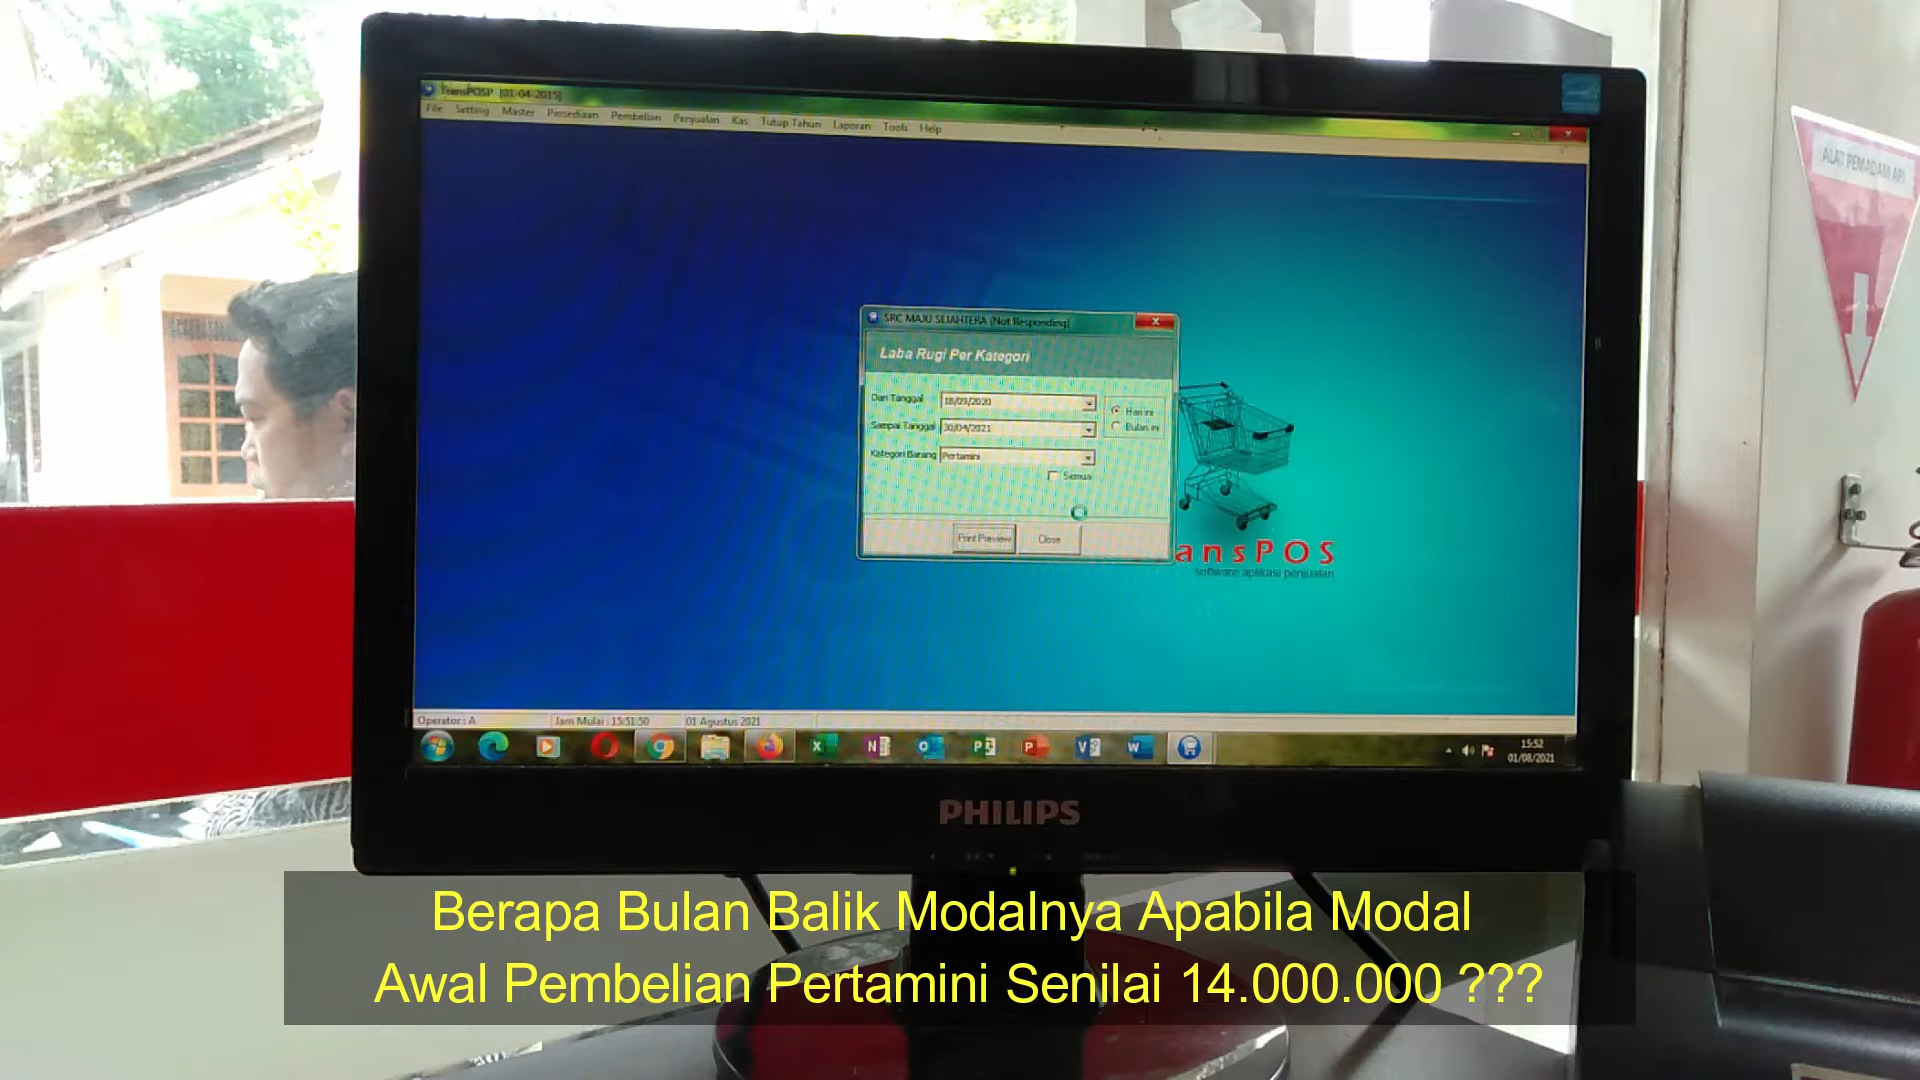 TransPOSP (01-04-2015)
File Setting Master Persediaan Pembelian Penjualan Kas Tutup Tahun Laporan Tools Help
ALAT PEMADAM API
SRC MAJU SEJAHTERA (Not Responding)
Laba Rugi Per Kategori
Dari Tanggal 18/09/2020 Hari ini
Sampai Tanggal 30/04/2021 Bulan ini
Kategori Barang Pertamini
Semua
Print Preview Close
ansPOS
software aplikasi penjualan
Operator : A Jam Mulai : 15:51:50 01 Agustus 2021
15:52
01/08/2021
PHILIPS
Berapa Bulan Balik Modalnya Apabila Modal
Awal Pembelian Pertamini Senilai 14.000.000 ???